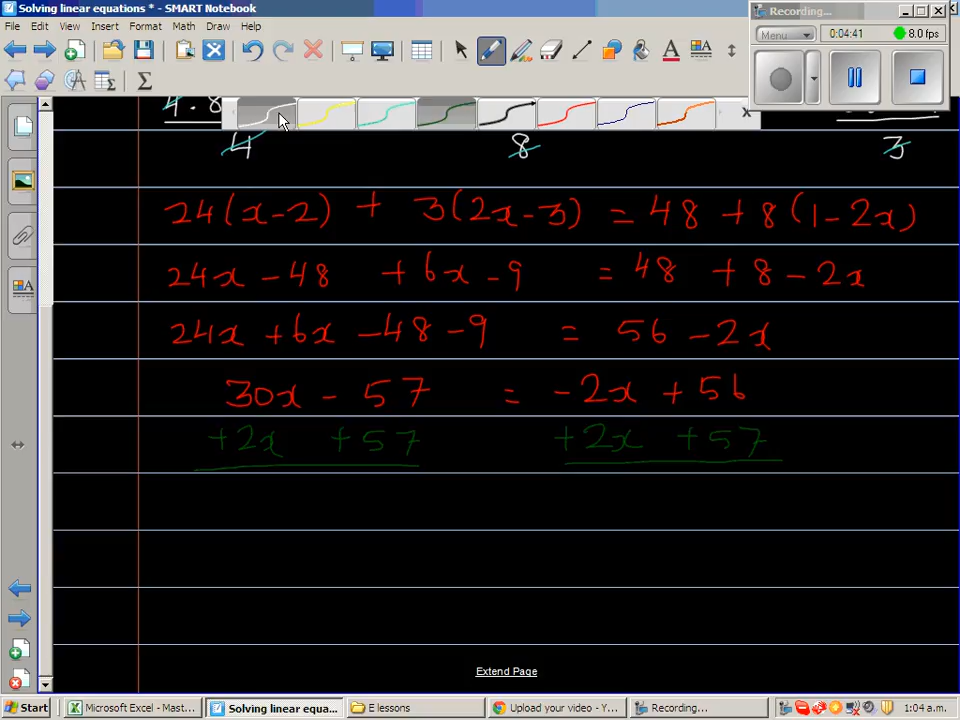 Solving linear equations * - SMART Notebook
Recording...
File Edit View Insert Format Math Draw Help
Menu 0:04:41 8.0 fps
4 . 8
x
4 8 3
24(x-2) + 3(2x-3) = 48 + 8(1-2x)
24x - 48 + 6x - 9 = 48 + 8 - 2x
24x + 6x - 48 - 9 = 56 - 2x
30x - 57 = -2x + 56
+2x +57 +2x +57
Extend Page
Start Microsoft Excel - Mast... Solving linear equa... E lessons Upload your video - Y... Recording... 1:04 a.m.